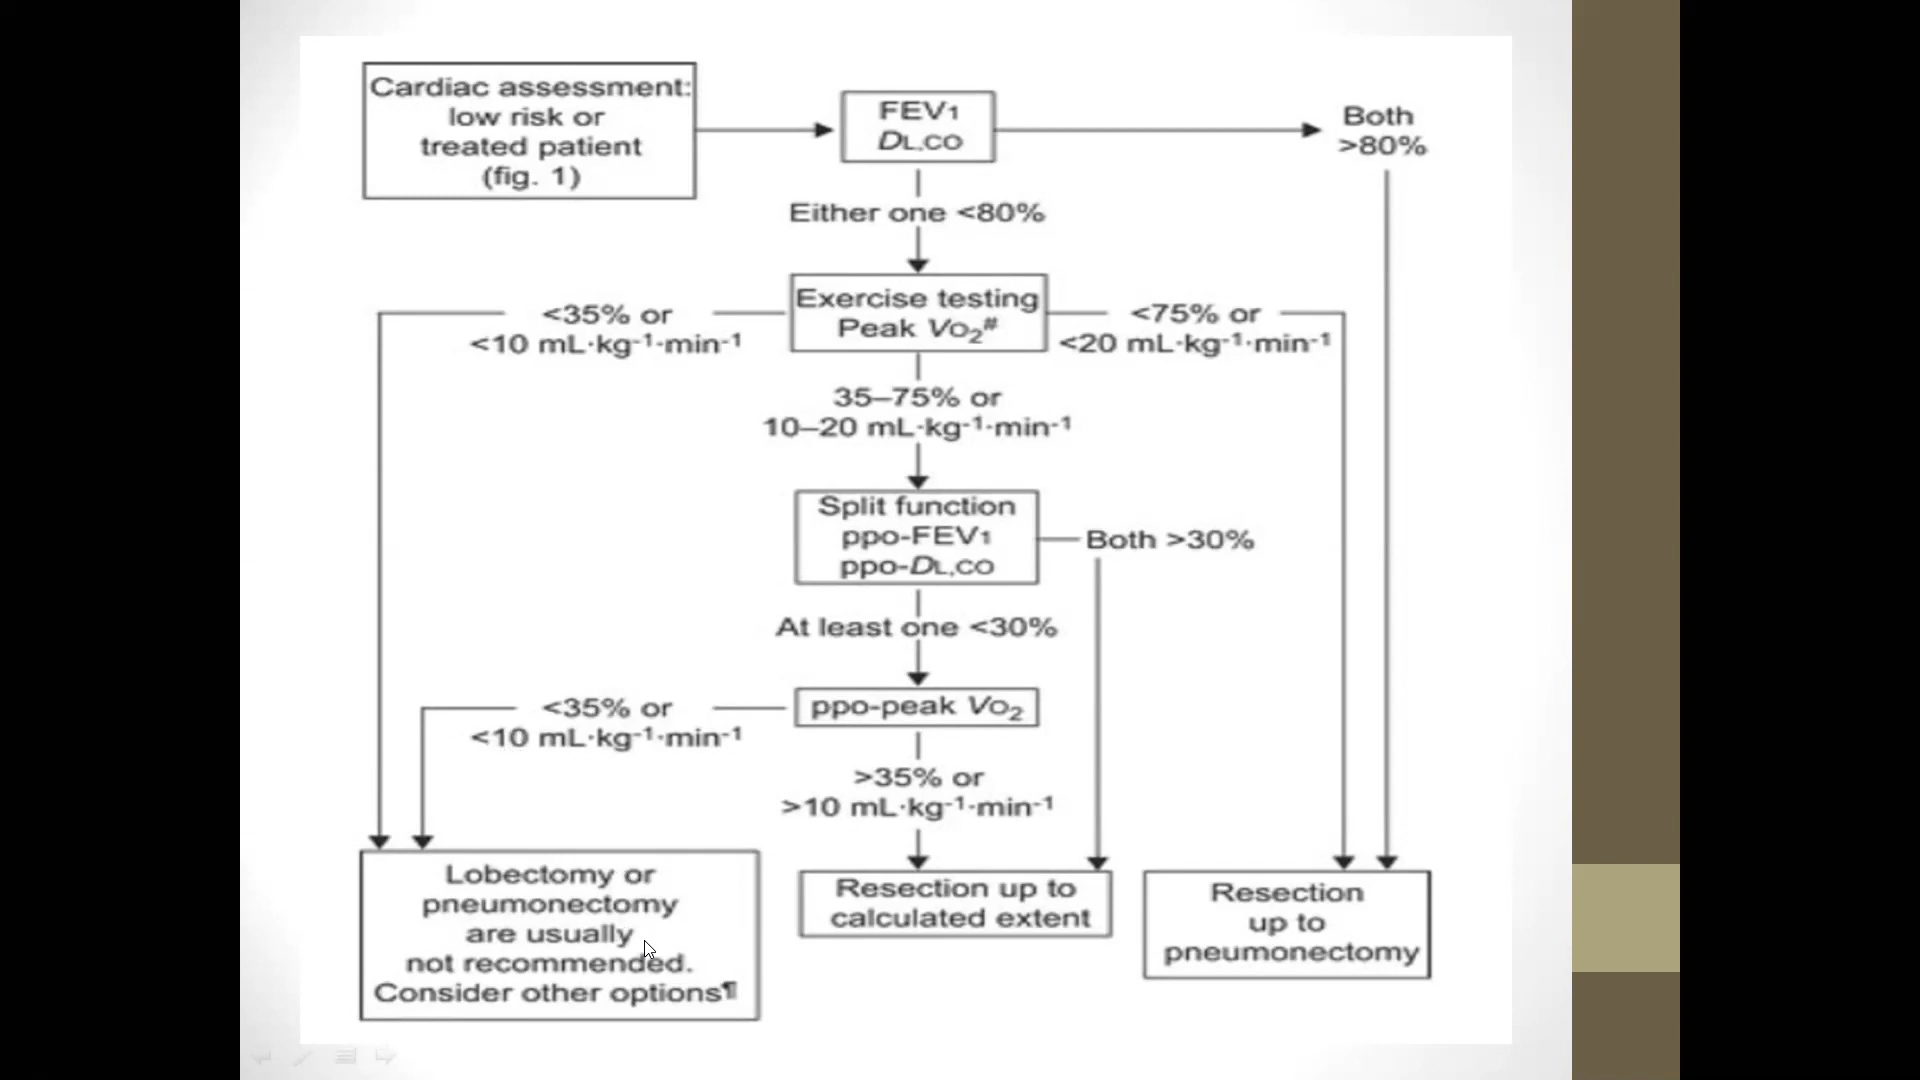 Cardiac assessment:
low risk or
treated patient
(fig. 1)
FEV1
DL,CO
Both
>80%
Either one <80%
Exercise testing
Peak VO2#
<35% or
<10 mL·kg-1·min-1
<75% or
<20 mL·kg-1·min-1
35–75% or
10–20 mL·kg-1·min-1
Split function
ppo-FEV1
ppo-DL,CO
Both >30%
At least one <30%
ppo-peak VO2
<35% or
<10 mL·kg-1·min-1
>35% or
>10 mL·kg-1·min-1
Lobectomy or
pneumonectomy
are usually
not recommended.
Consider other options¶
Resection up to
calculated extent
Resection
up to
pneumonectomy